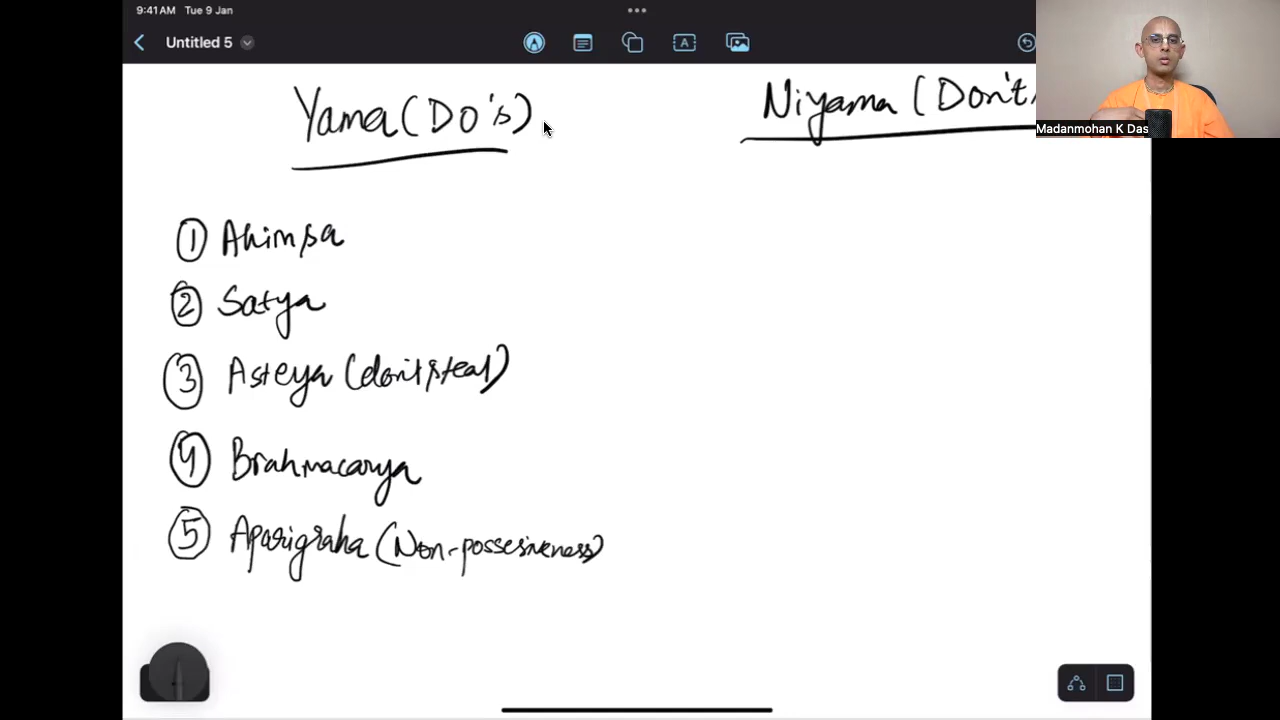 9:41 AM Tue 9 Jan
Untitled 5
A
Yama (Do's)
Niyama (Don't
Madanmohan K Das
1 Ahimsa
2 Satya
3 Asteya (don't steal)
4 Brahmacarya
5 Aparigraha (Non-possesiveness)